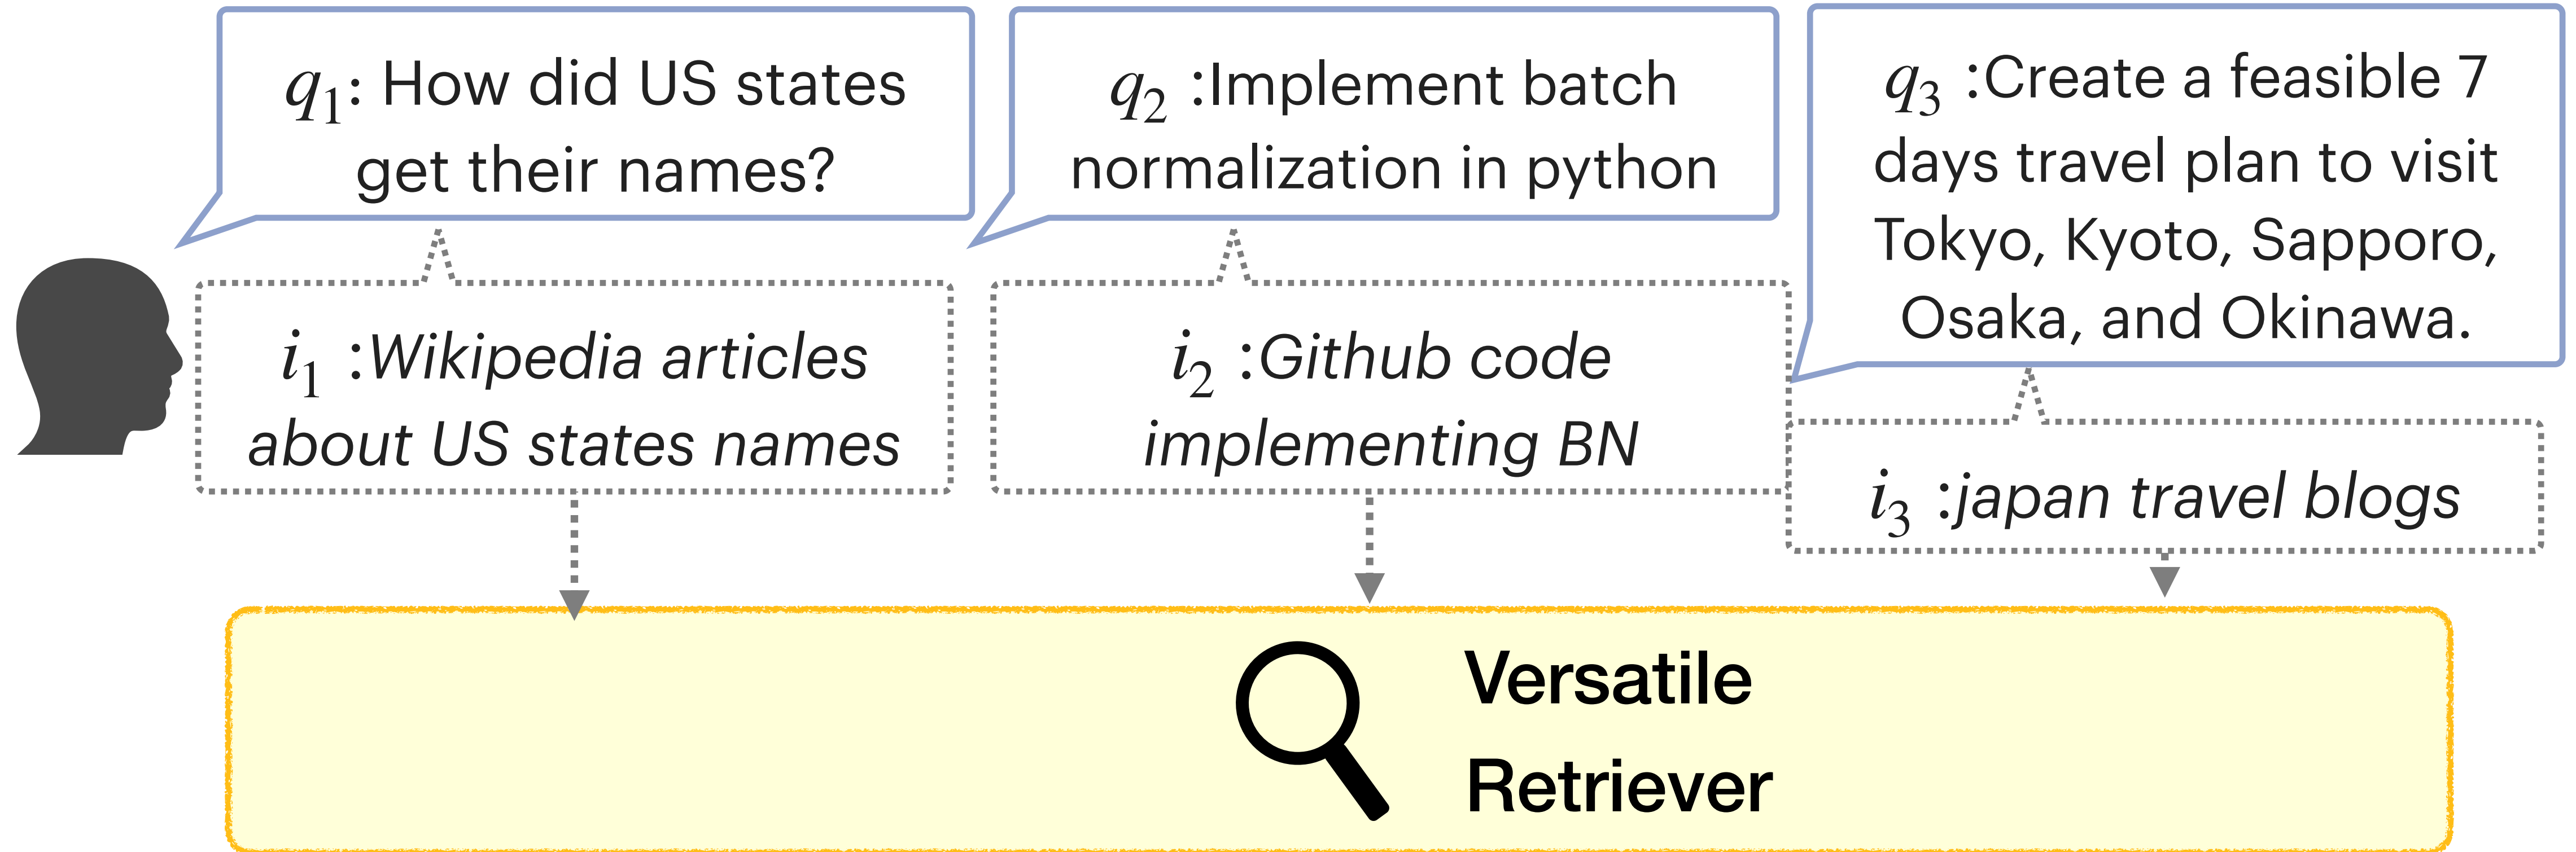 q1: How did US states
get their names?
i1 :Wikipedia articles
about US states names
q2 :Implement batch
normalization in python
i2 :Github code
implementing BN
q3 :Create a feasible 7
days travel plan to visit
Tokyo, Kyoto, Sapporo,
Osaka, and Okinawa.
i3 :japan travel blogs
Versatile
Retriever